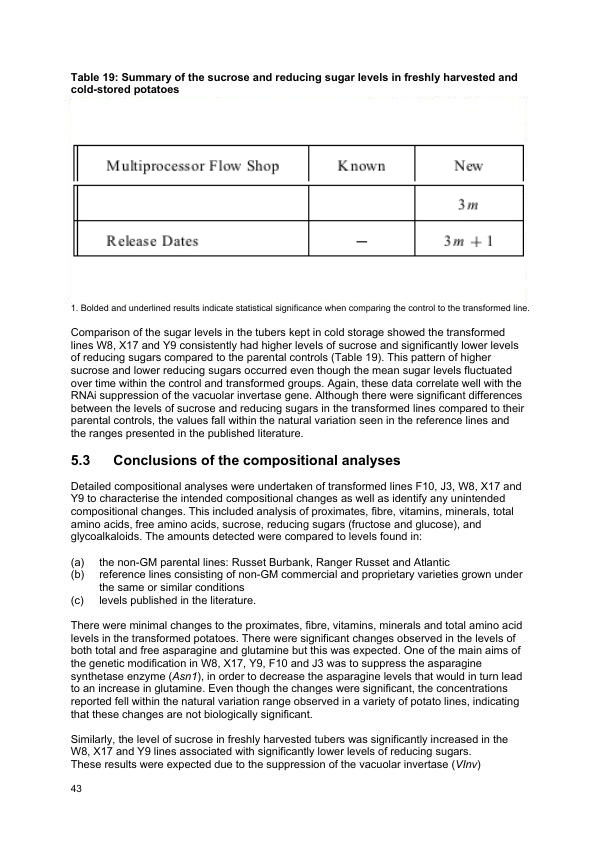 Table 19: Summary of the sucrose and reducing sugar levels in freshly harvested and
cold-stored potatoes
Multiprocessor Flow Shop Known New
3m
Release Dates — 3m + 1
1. Bolded and underlined results indicate statistical significance when comparing the control to the transformed line.
Comparison of the sugar levels in the tubers kept in cold storage showed the transformed
lines W8, X17 and Y9 consistently had higher levels of sucrose and significantly lower levels
of reducing sugars compared to the parental controls (Table 19). This pattern of higher
sucrose and lower reducing sugars occurred even though the mean sugar levels fluctuated
over time within the control and transformed groups. Again, these data correlate well with the
RNAi suppression of the vacuolar invertase gene. Although there were significant differences
between the levels of sucrose and reducing sugars in the transformed lines compared to their
parental controls, the values fall within the natural variation seen in the reference lines and
the ranges presented in the published literature.
5.3 Conclusions of the compositional analyses
Detailed compositional analyses were undertaken of transformed lines F10, J3, W8, X17 and
Y9 to characterise the intended compositional changes as well as identify any unintended
compositional changes. This included analysis of proximates, fibre, vitamins, minerals, total
amino acids, free amino acids, sucrose, reducing sugars (fructose and glucose), and
glycoalkaloids. The amounts detected were compared to levels found in:
(a) the non-GM parental lines: Russet Burbank, Ranger Russet and Atlantic
(b) reference lines consisting of non-GM commercial and proprietary varieties grown under
the same or similar conditions
(c) levels published in the literature.
There were minimal changes to the proximates, fibre, vitamins, minerals and total amino acid
levels in the transformed potatoes. There were significant changes observed in the levels of
both total and free asparagine and glutamine but this was expected. One of the main aims of
the genetic modification in W8, X17, Y9, F10 and J3 was to suppress the asparagine
synthetase enzyme (Asn1), in order to decrease the asparagine levels that would in turn lead
to an increase in glutamine. Even though the changes were significant, the concentrations
reported fell within the natural variation range observed in a variety of potato lines, indicating
that these changes are not biologically significant.
Similarly, the level of sucrose in freshly harvested tubers was significantly increased in the
W8, X17 and Y9 lines associated with significantly lower levels of reducing sugars.
These results were expected due to the suppression of the vacuolar invertase (VInv)
43